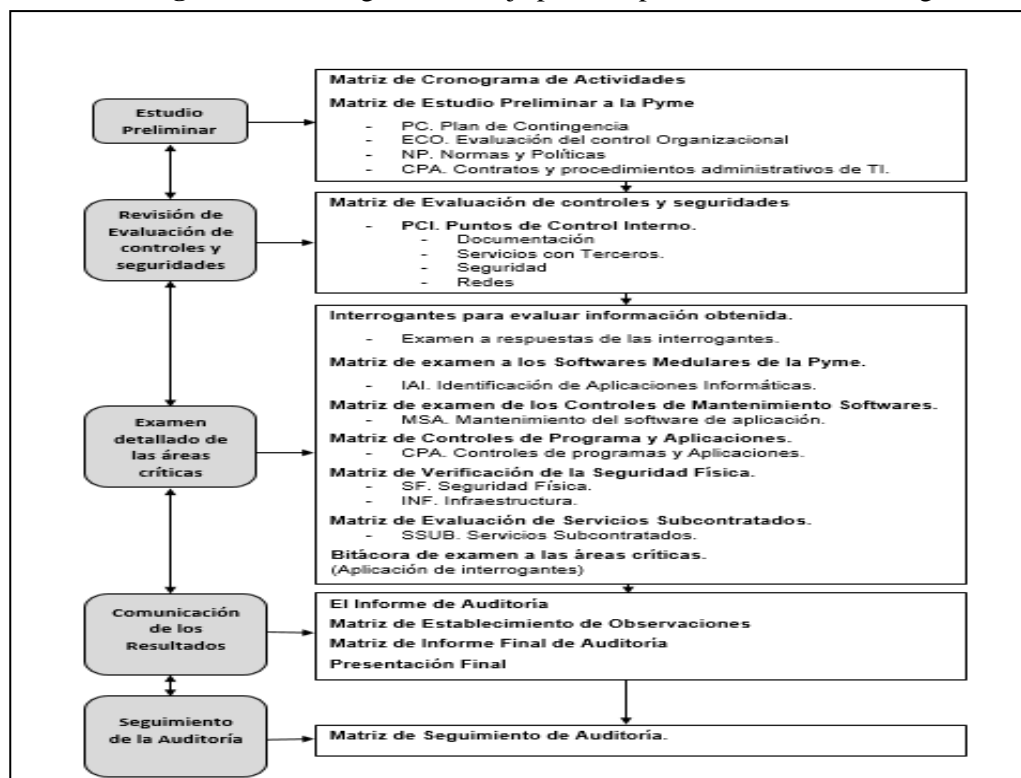 Matriz de Cronograma de Actividades
Estudio
Preliminar
Matriz de Estudio Preliminar a la Pyme
- PC. Plan de Contingencia
- ECO. Evaluación del control Organizacional
- NP. Normas y Políticas
- CPA. Contratos y procedimientos administrativos de TI.
Revisión de
Evaluación de
controles y
seguridades
Matriz de Evaluación de controles y seguridades
- PCI. Puntos de Control Interno.
- Documentación
- Servicios con Terceros.
- Seguridad
- Redes
Examen
detallado de
las áreas
críticas
Interrogantes para evaluar información obtenida.
- Examen a respuestas de las interrogantes.
Matriz de examen a los Softwares Medulares de la Pyme.
- IAI. Identificación de Aplicaciones Informáticas.
Matriz de examen de los Controles de Mantenimiento Softwares.
- MSA. Mantenimiento del software de aplicación.
Matriz de Controles de Programa y Aplicaciones.
- CPA. Controles de programas y Aplicaciones.
Matriz de Verificación de la Seguridad Física.
- SF. Seguridad Física.
- INF. Infraestructura.
Matriz de Evaluación de Servicios Subcontratados.
- SSUB. Servicios Subcontratados.
Bitácora de examen a las áreas críticas.
(Aplicación de interrogantes)
Comunicación
de los
Resultados
El Informe de Auditoría
Matriz de Establecimiento de Observaciones
Matriz de Informe Final de Auditoría
Presentación Final
Seguimiento
de la Auditoría
Matriz de Seguimiento de Auditoría.